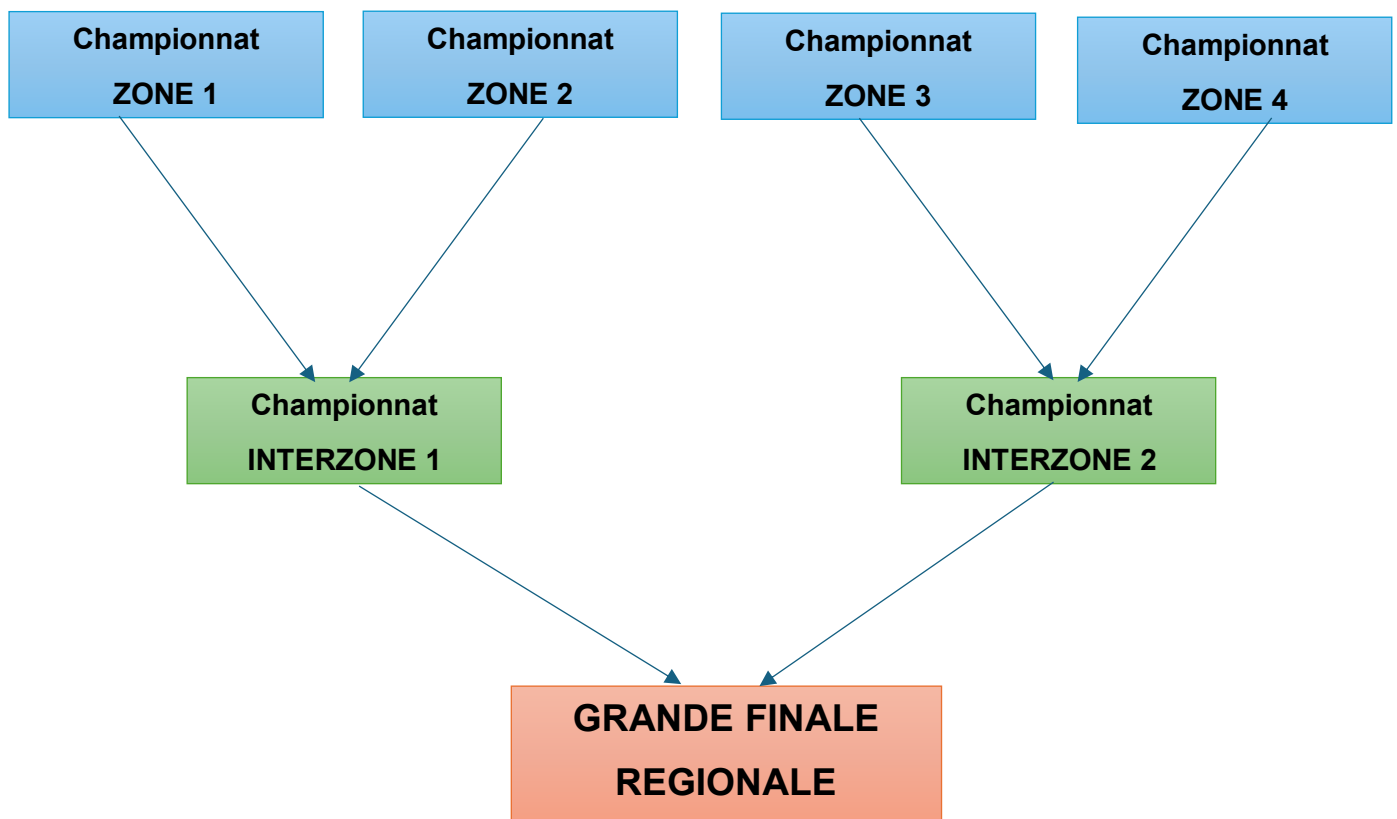 Championnat
ZONE 1
Championnat
ZONE 2
Championnat
ZONE 3
Championnat
ZONE 4
Championnat
INTERZONE 1
Championnat
INTERZONE 2
GRANDE FINALE
REGIONALE